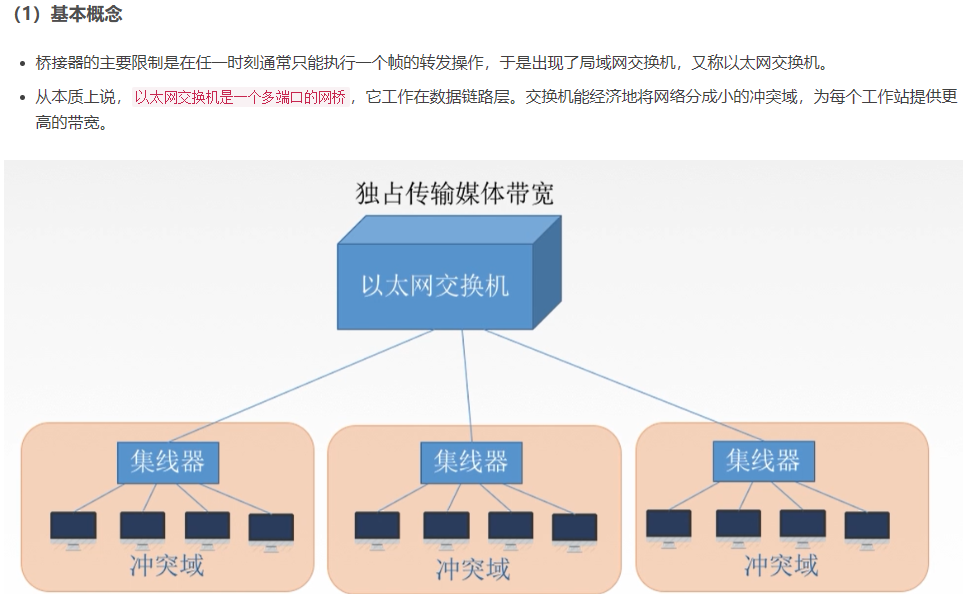 （1）基本概念
桥接器的主要限制是在任一时刻通常只能执行一个帧的转发操作，于是出现了局域网交换机，又称以太网交换机。
从本质上说，以太网交换机是一个多端口的网桥，它工作在数据链路层。交换机能经济地将网络分成小的冲突域，为每个工作站提供更
高的带宽。
独占传输媒体带宽
以太网交换机
集线器
集线器
集线器
冲突域
冲突域
冲突域